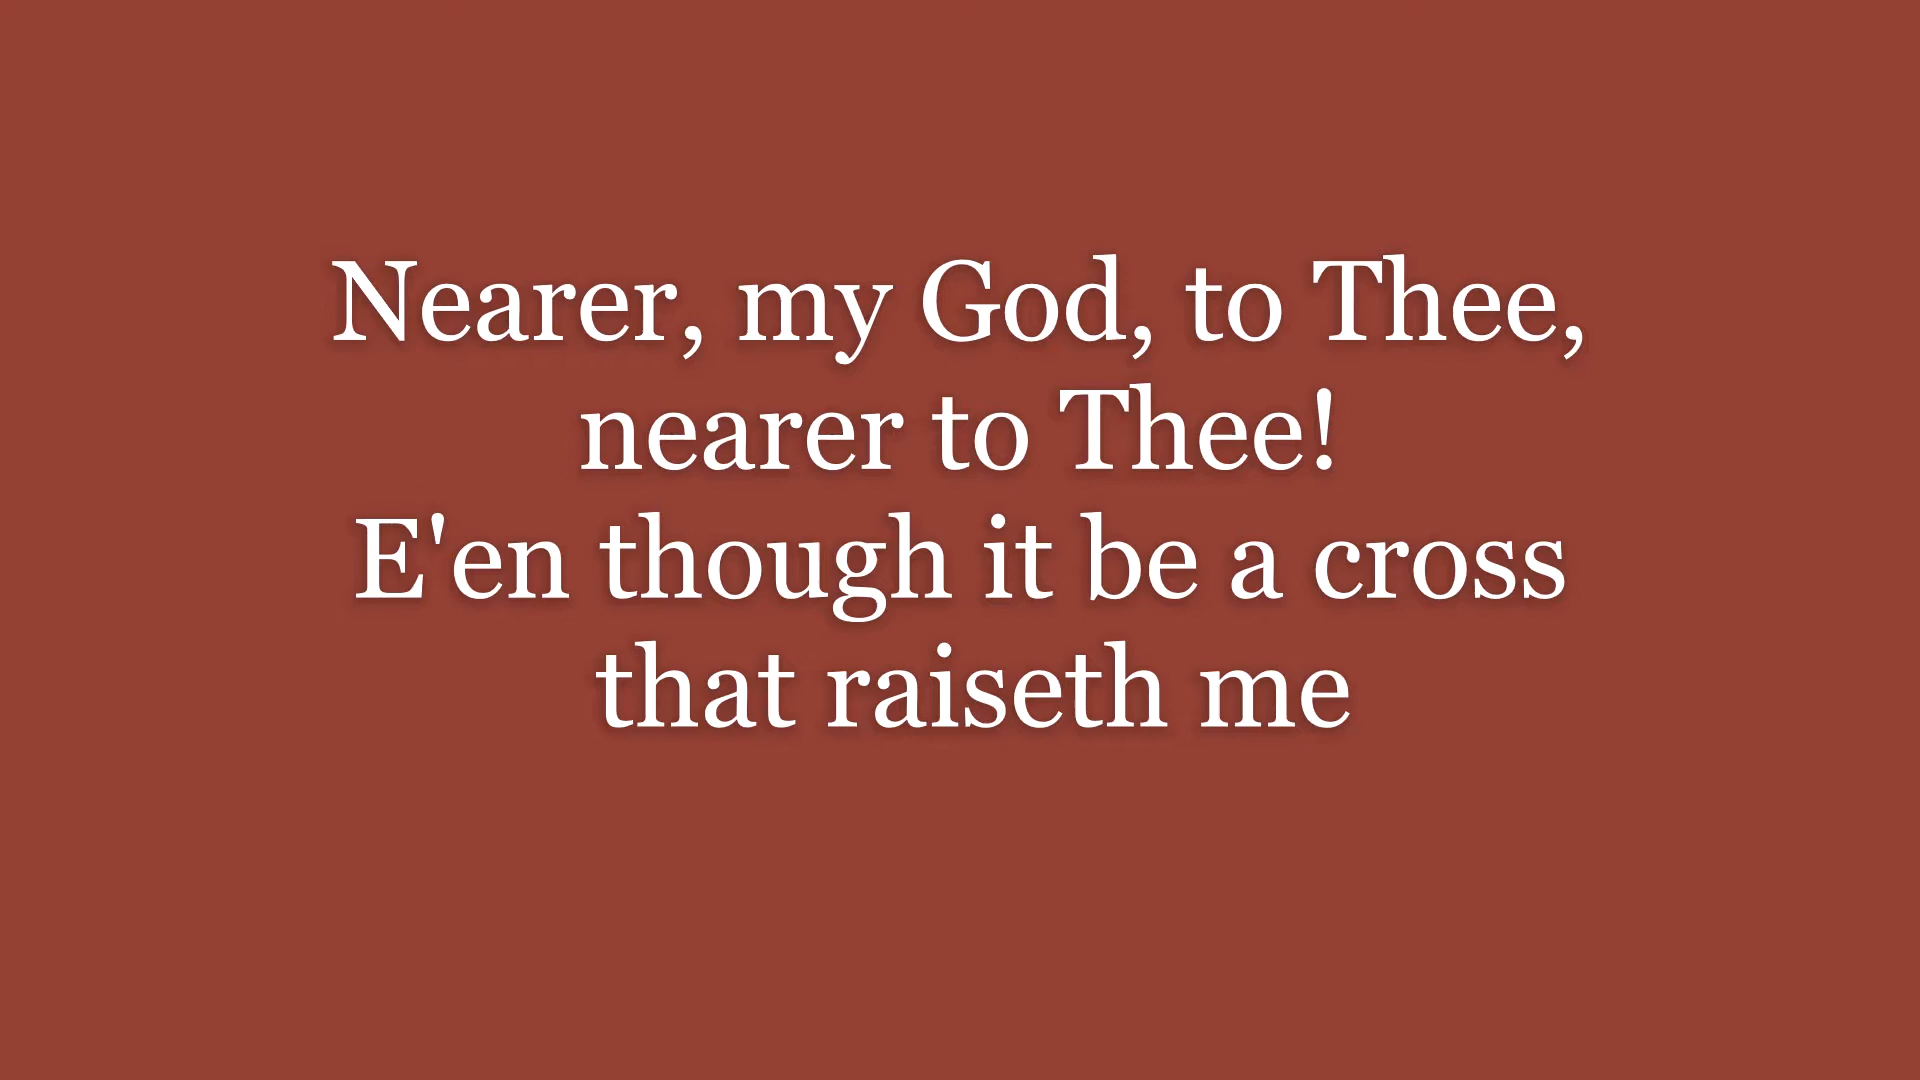 Nearer, my God, to Thee,
nearer to Thee!
E'en though it be a cross
that raiseth me